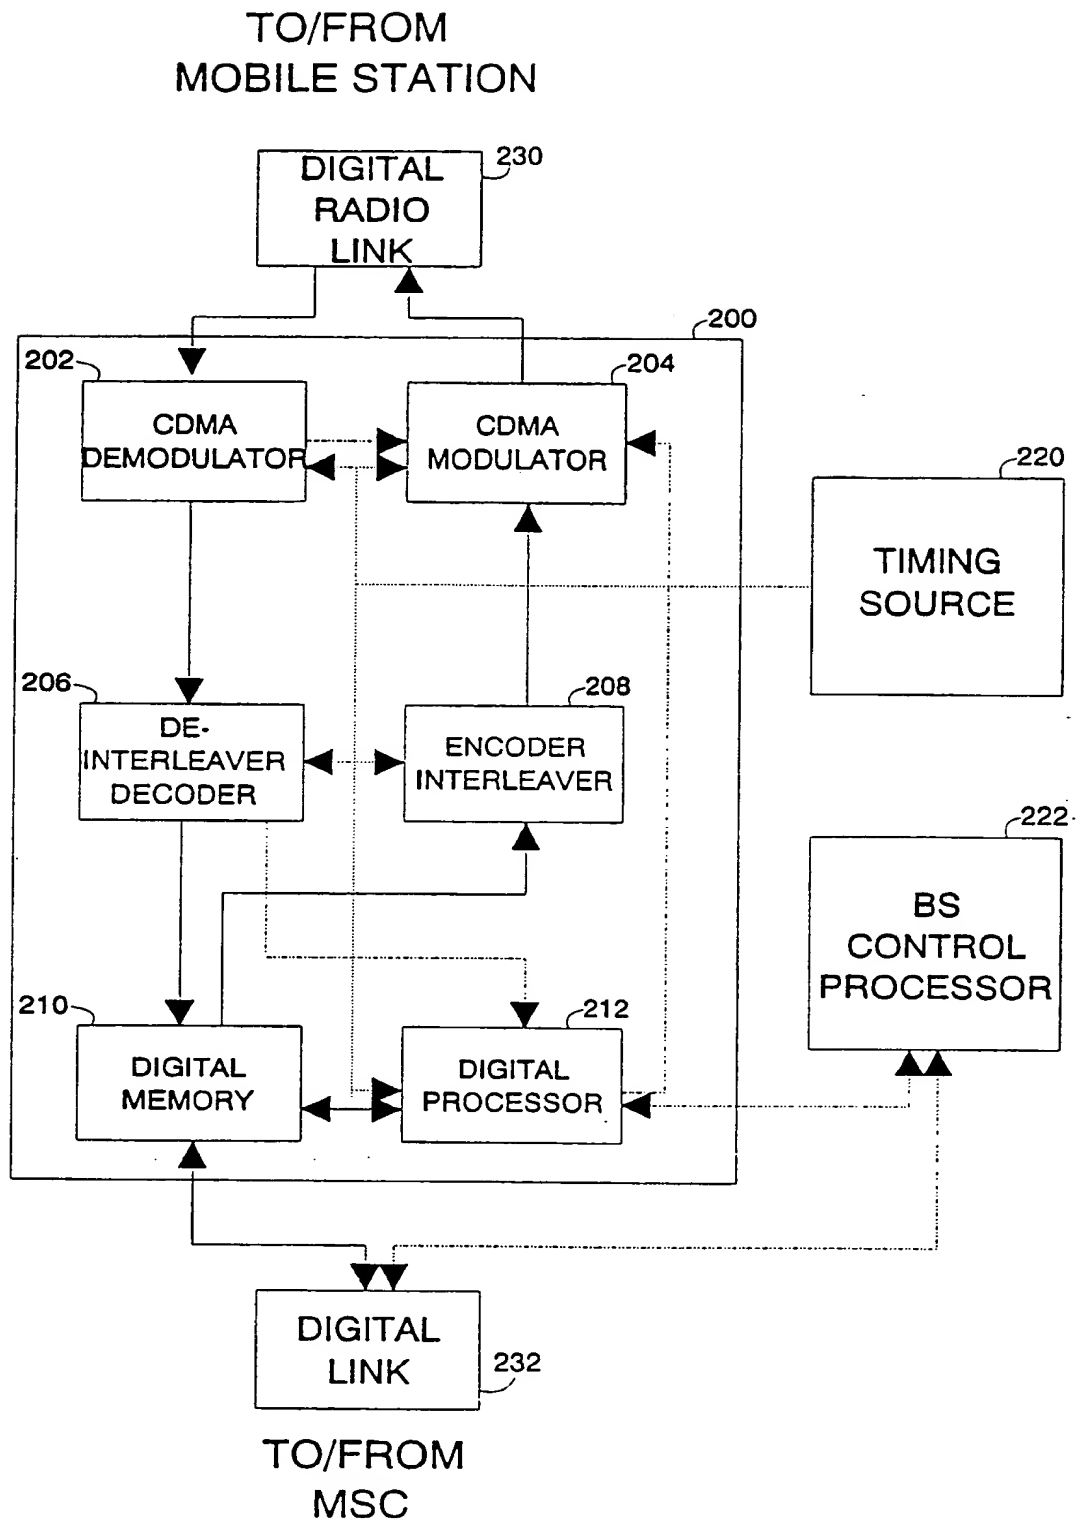 TO/FROM
MOBILE STATION
230
DIGITAL
RADIO
LINK
200
202
204
CDMA
DEMODULATOR
CDMA
MODULATOR
220
TIMING
SOURCE
206
208
DE-
INTERLEAVER
DECODER
ENCODER
INTERLEAVER
222
BS
CONTROL
PROCESSOR
210
212
DIGITAL
MEMORY
DIGITAL
PROCESSOR
DIGITAL
LINK
232
TO/FROM
MSC